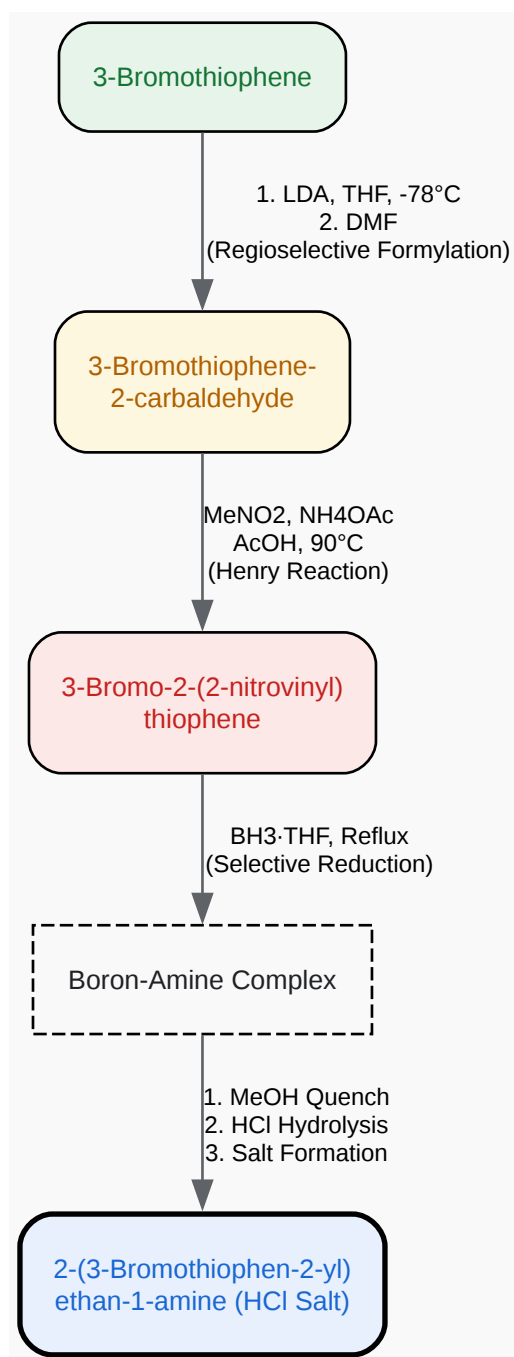 3-Bromothiophene
1. LDA, THF, -78°C
2. DMF
(Regioselective Formylation)
3-Bromothiophene-
2-carbaldehyde
MeNO2, NH4OAc
AcOH, 90°C
(Henry Reaction)
3-Bromo-2-(2-nitrovinyl)
thiophene
BH3·THF, Reflux
(Selective Reduction)
Boron-Amine Complex
1. MeOH Quench
2. HCl Hydrolysis
3. Salt Formation
2-(3-Bromothiophen-2-yl)
ethan-1-amine (HCl Salt)